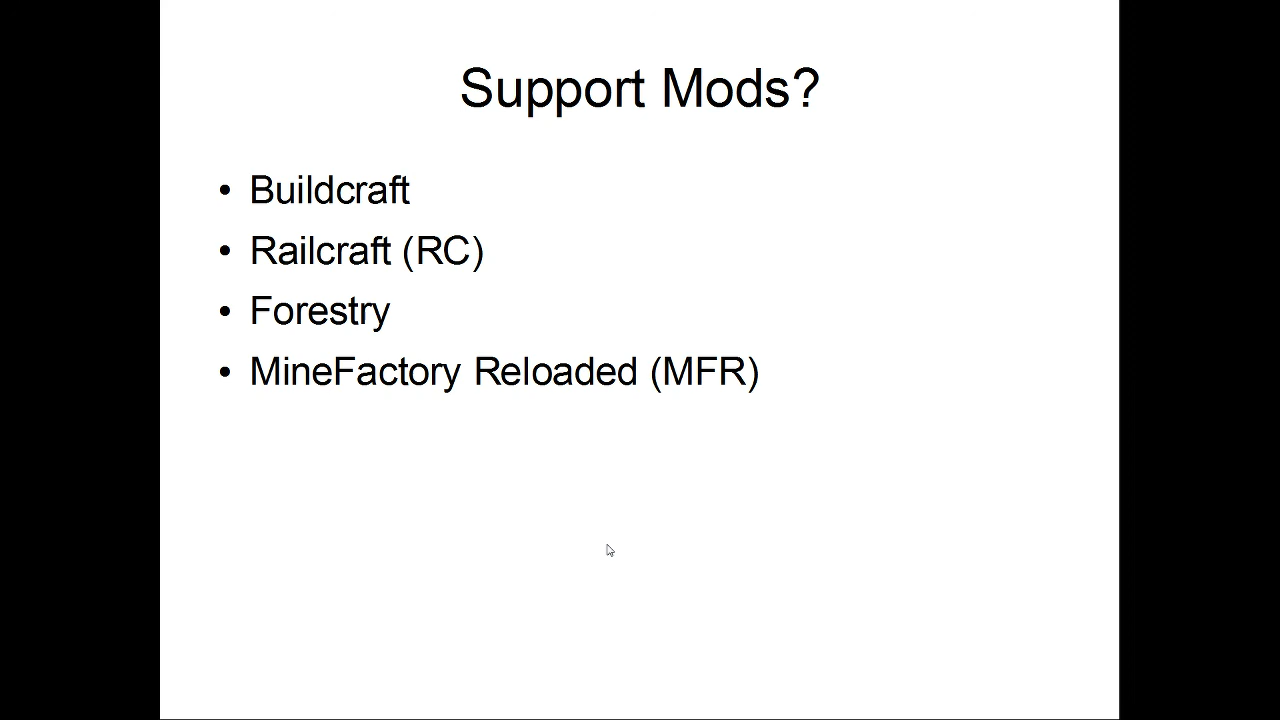 Support Mods?
• Buildcraft
• Railcraft (RC)
• Forestry
• MineFactory Reloaded (MFR)